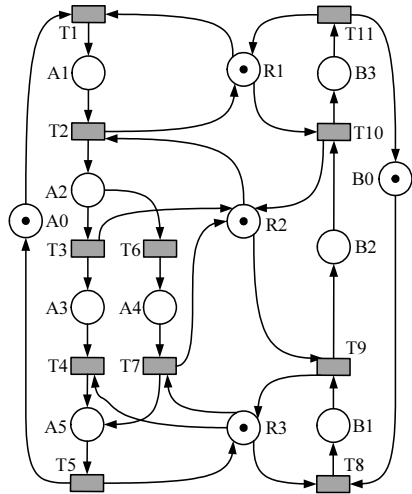 T1 T11
A1 R1 B3
T2 T10
A2 B0
A0 R2
T3 T6 B2
A3 A4
T4 T7 T9
A5 R3 B1
T5 T8